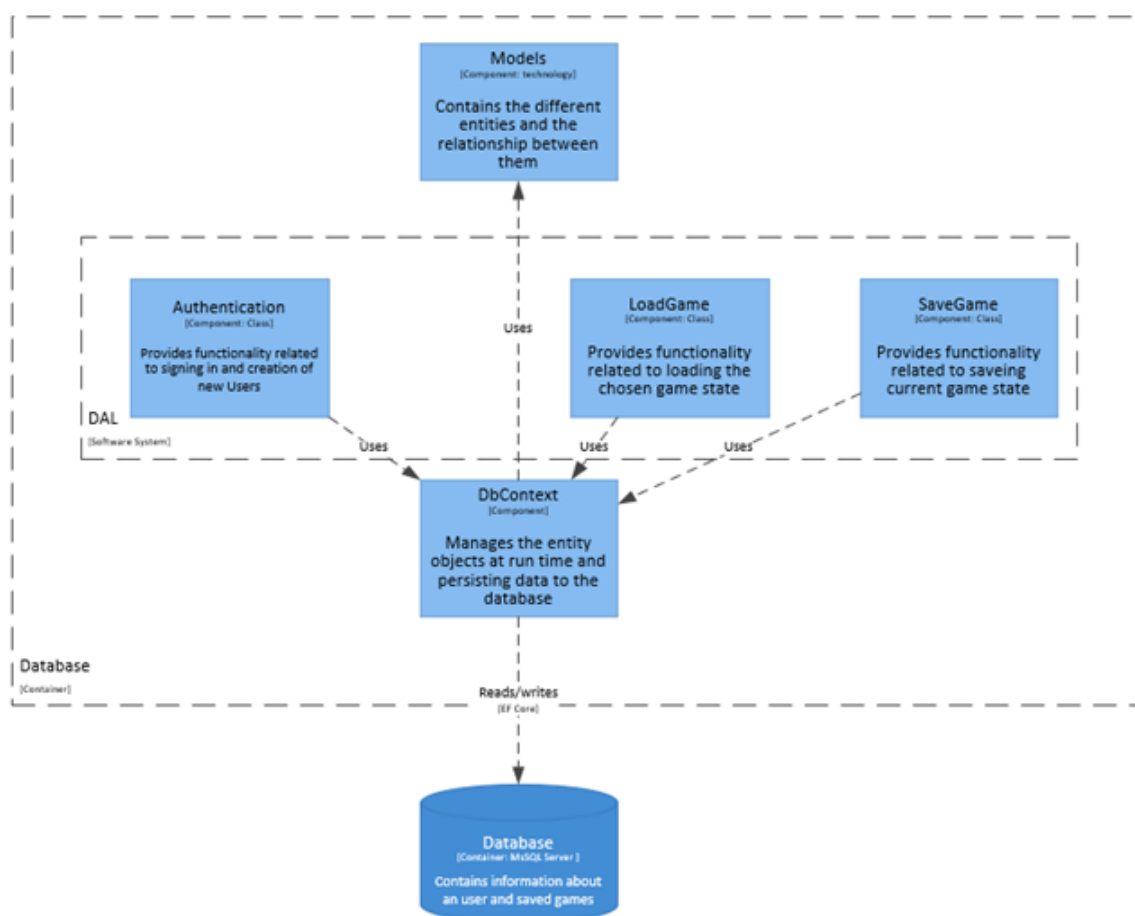 Models
[Component: technology]
Contains the different
entities and the
relationship between
them
Uses
Authentication
[Component: Class]
Provides functionality related
to signing in and creation of
new Users
LoadGame
[Component: Class]
Provides functionality
related to loading the
chosen game state
SaveGame
[Component: Class]
Provides functionality
related to saveing
current game state
DAL
[Software System]
Uses
Uses
Uses
DbContext
[Component]
Manages the entity
objects at run time and
persisting data to the
database
Database
[Container]
Reads/writes
[EF Core]
Database
[Container: MsSQL Server ]
Contains information about
an user and saved games